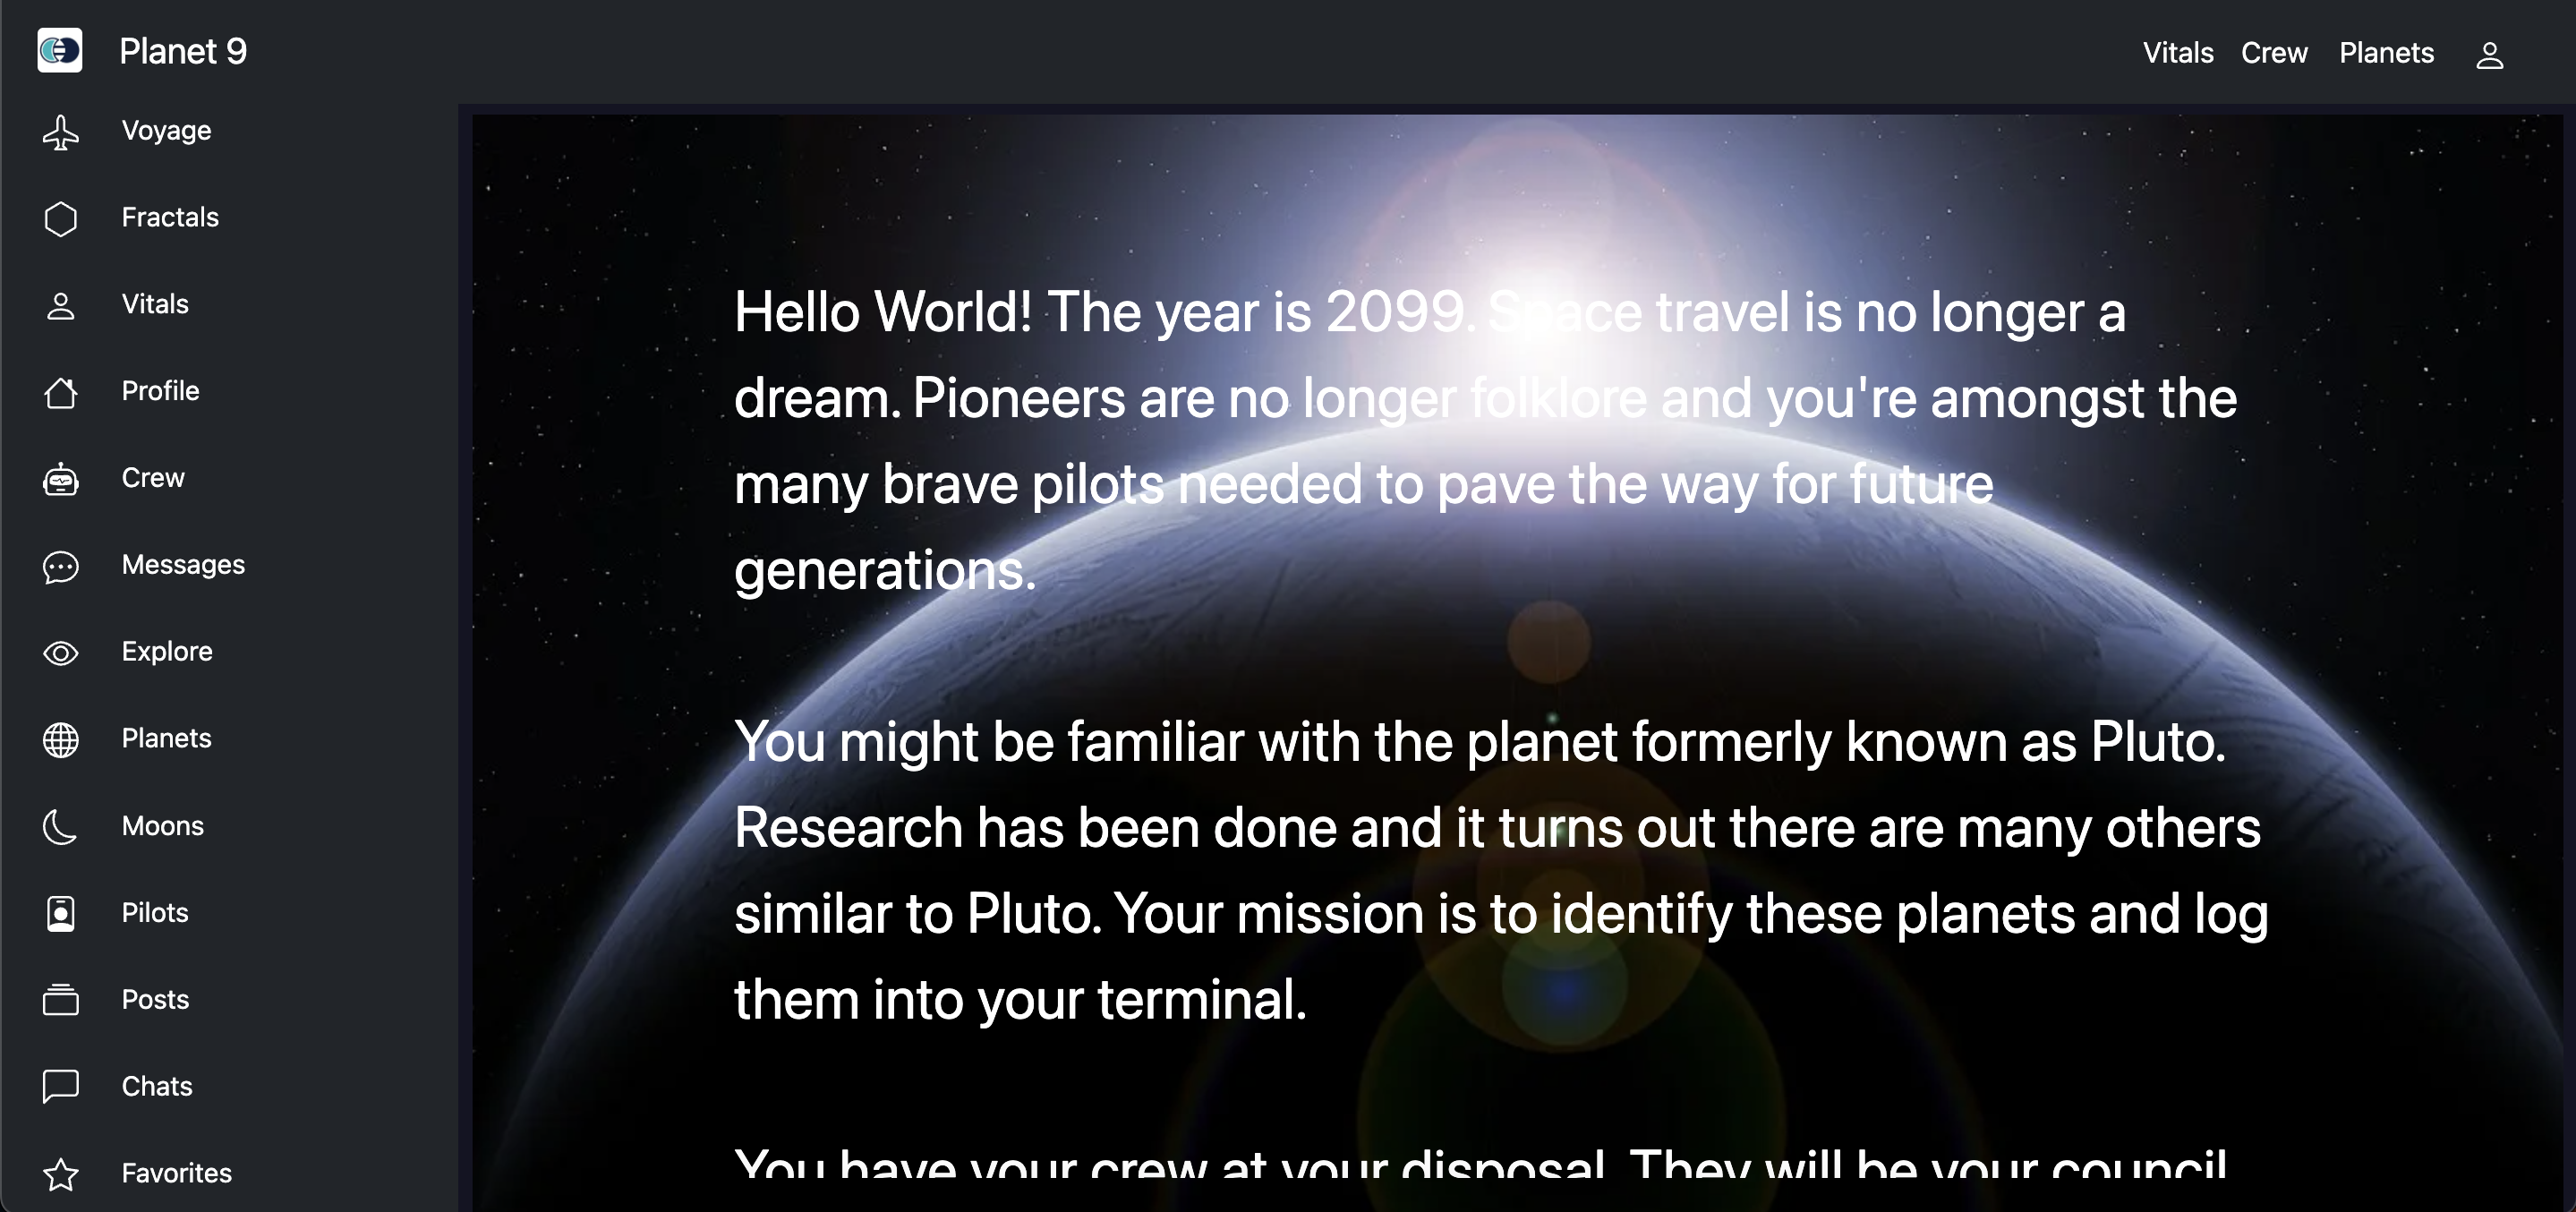 Planet 9
Vitals Crew Planets
Voyage
Fractals
Vitals
Profile
Crew
Messages
Explore
Planets
Moons
Pilots
Posts
Chats
Favorites
Hello World! The year is 2099. Space travel is no longer a
dream. Pioneers are no longer folklore and you're amongst the
many brave pilots needed to pave the way for future
generations.
You might be familiar with the planet formerly known as Pluto.
Research has been done and it turns out there are many others
similar to Pluto. Your mission is to identify these planets and log
them into your terminal.
You have your crew at your disposal. They will be your council